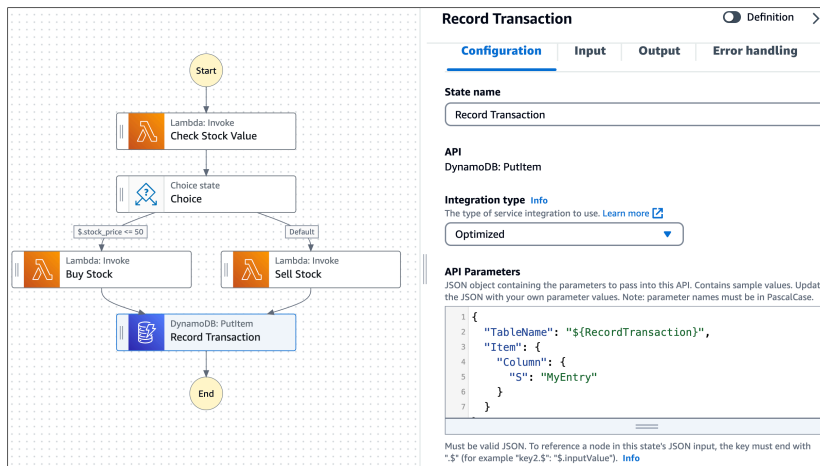 Start
Lambda: Invoke
Check Stock Value
Choice state
Choice
$.stock_price <= 50
Default
Lambda: Invoke
Buy Stock
Lambda: Invoke
Sell Stock
DynamoDB: PutItem
Record Transaction
End
Record Transaction
Definition
Configuration Input Output Error handling
State name
Record Transaction
API
DynamoDB: PutItem
Integration type Info
The type of service integration to use. Learn more
Optimized
API Parameters
JSON object containing the parameters to pass into this API. Contains sample values. Updat
the JSON with your own parameter values. Note: parameter names must be in PascalCase.
1 {
2 "TableName": "${RecordTransaction}",
3 "Item": {
4 "Column": {
5 "S": "MyEntry"
6 }
7 }
Must be valid JSON. To reference a node in this state's JSON input, the key must end with
".$" (for example "key2.$": "$.inputValue"). Info